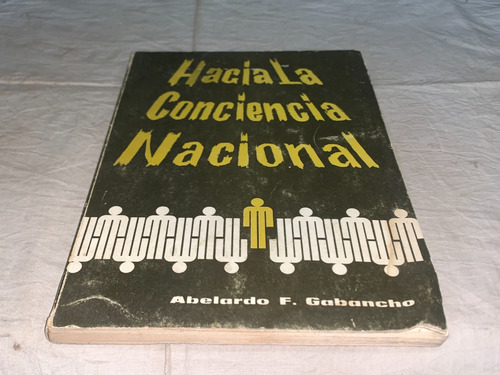 Hacia La
Conciencia
Nacional
Abelardo F. Gabancho